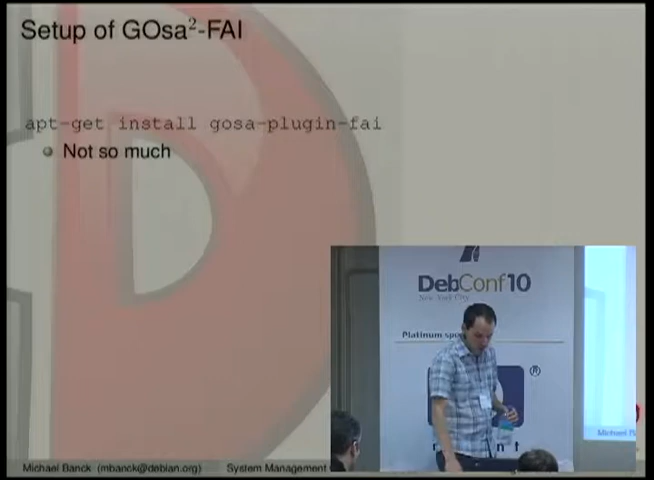 Setup of GOsa²-FAI
apt-get install gosa-plugin-fai
Not so much
DebConf10
New York City
Platinum spo
®
Michael Banck (mbanck@debian.org) System Management